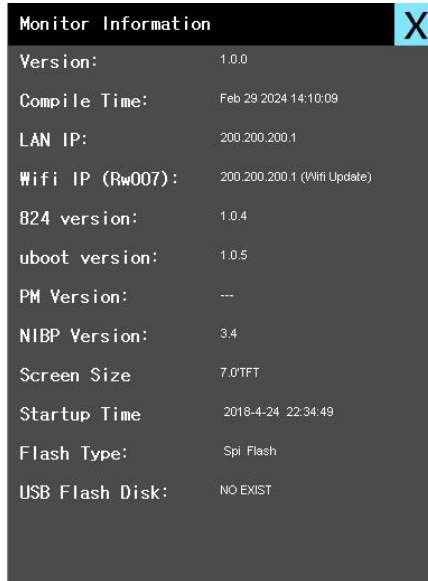 Monitor Information X
Version: 1.0.0
Compile Time: Feb 29 2024 14:10:09
LAN IP: 200.200.200.1
Wifi IP (Rw007): 200.200.200.1 (Wifi Update)
824 version: 1.0.4
uboot version: 1.0.5
PM Version: ---
NIBP Version: 3.4
Screen Size 7.0'TFT
Startup Time 2018-4-24 22:34:49
Flash Type: Spi Flash
USB Flash Disk: NO EXIST